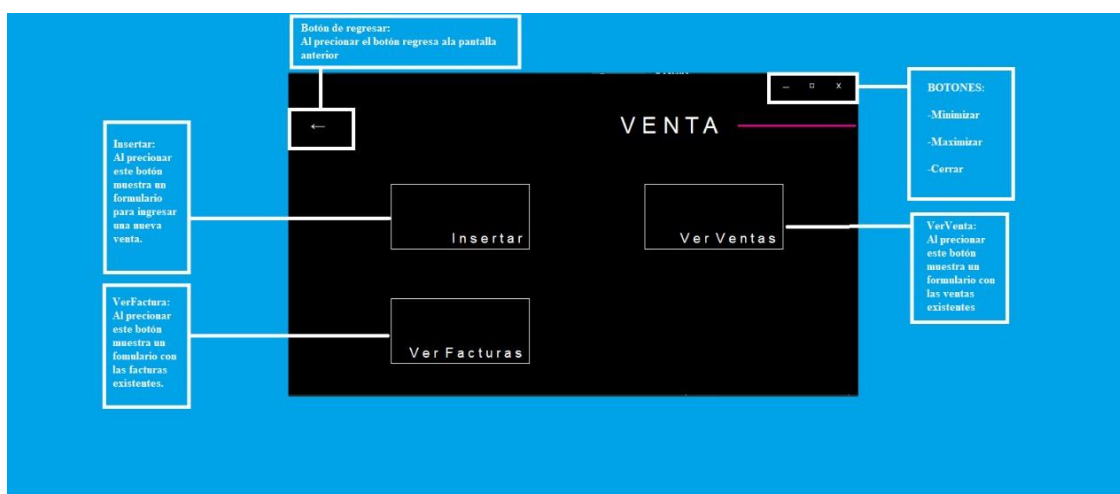 Botón de regresar:
Al precionar el botón regresa ala pantalla
anterior
VENTA
BOTONES:
-Minimizar
-Maximizar
-Cerrar
Insertar:
Al precionar
este botón
muestra un
formulario
para ingresar
una nueva
venta.
Insertar
Ver Ventas
VerVenta:
Al precionar
este botón
muestra un
formulario con
las ventas
existentes
VerFactura:
Al precionar
este botón
muestra un
fomulario con
las facturas
existentes.
Ver Facturas